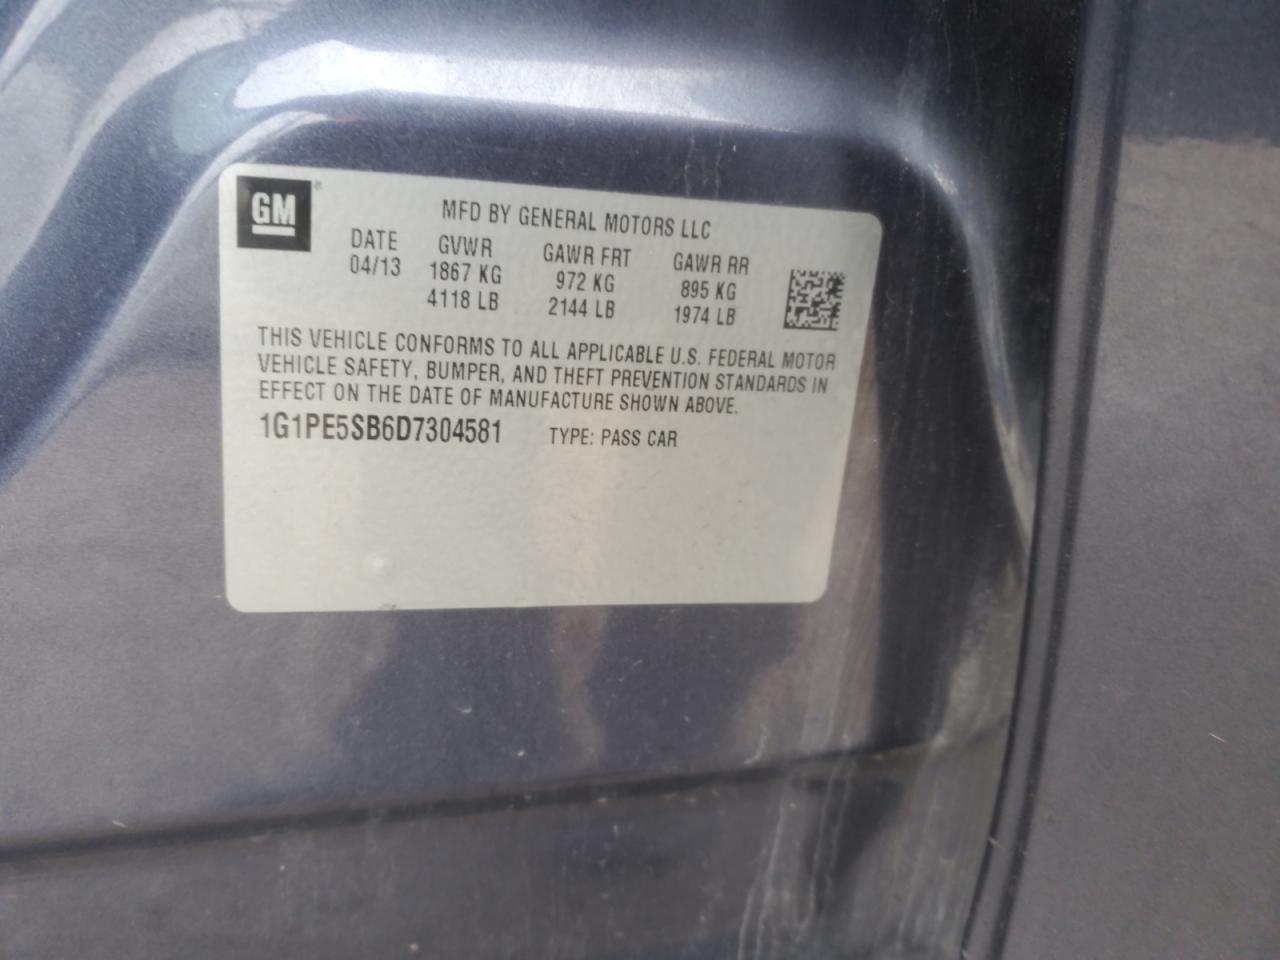 GM®
MFD BY GENERAL MOTORS LLC
DATE GVWR GAWR FRT GAWR RR
04/13 1867 KG 972 KG 895 KG
4118 LB 2144 LB 1974 LB
THIS VEHICLE CONFORMS TO ALL APPLICABLE U.S. FEDERAL MOTOR
VEHICLE SAFETY, BUMPER, AND THEFT PREVENTION STANDARDS IN
EFFECT ON THE DATE OF MANUFACTURE SHOWN ABOVE.
1G1PE5SB6D7304581 TYPE: PASS CAR